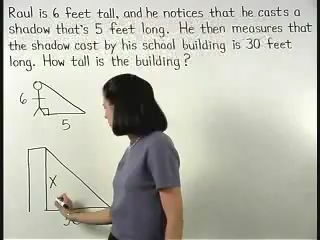 Raul is 6 feet tall, and he notices that he casts a
shadow that's 5 feet long. He then measures that
the shadow cast by his school building is 30 feet
long. How tall is the building?
6
5
x
30